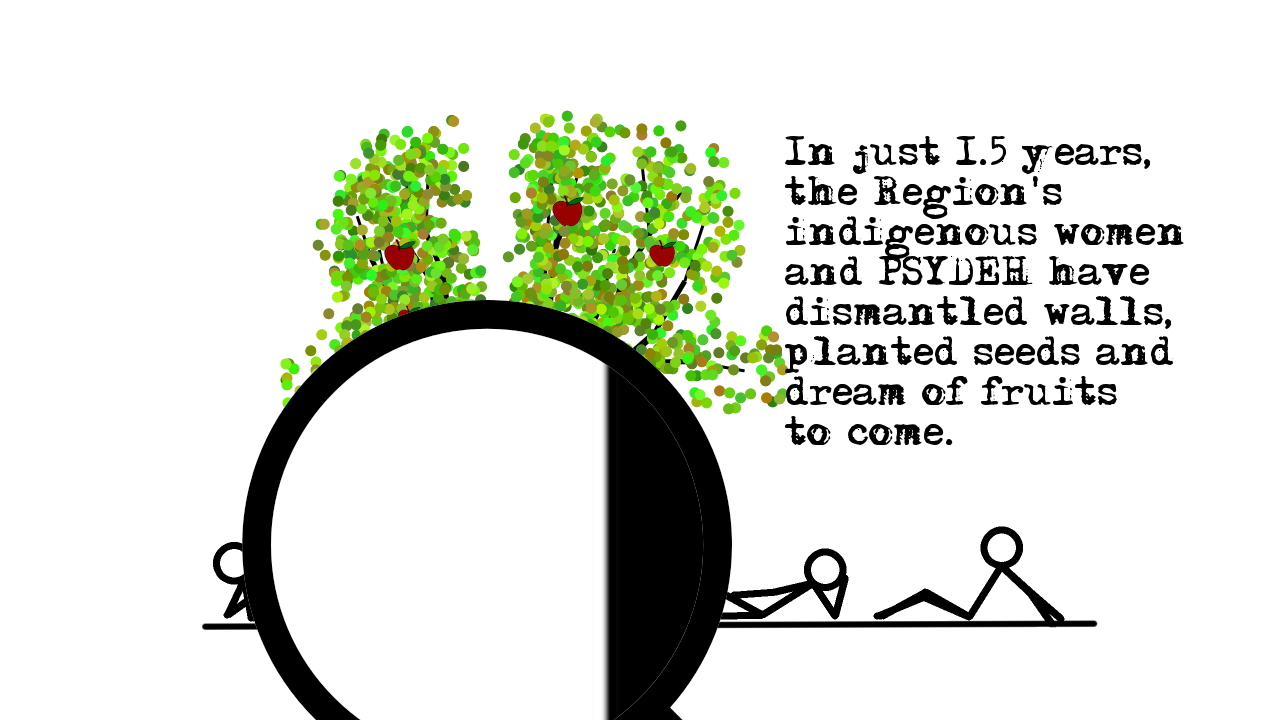 In just 1.5 years,
the Region's
indigenous women
and PSYDEH have
dismantled walls,
planted seeds and
dream of fruits
to come.